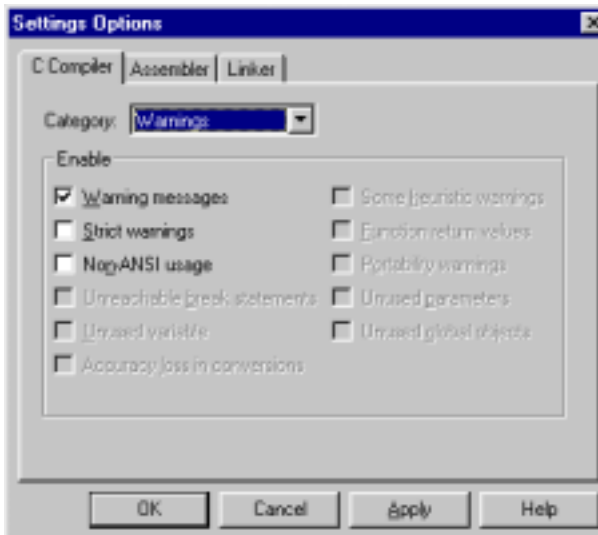 Settings Options
C Compiler Assembler Linker
Category: Warnings
Enable
Warning messages Some heuristic warnings
Strict warnings Function return values
Non-ANSI usage Portability warnings
Unreachable break statements Unused parameters
Unused variable Unused global objects
Accuracy loss in conversions
OK Cancel Apply Help